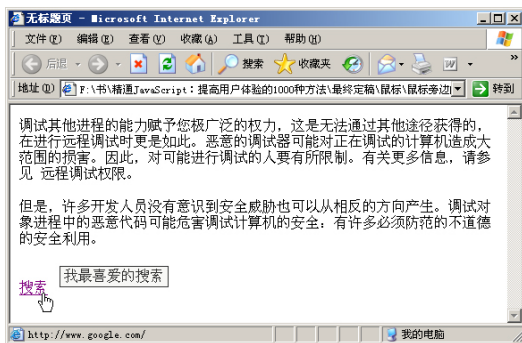 无标题页 - Microsoft Internet Explorer
文件(F) 编辑(E) 查看(V) 收藏(A) 工具(T) 帮助(H)
后退 搜索 收藏夹 »
地址(D) F:\书\精通JavaScript：提高用户体验的1000种方法\最终定稿\鼠标\鼠标旁边 转到
调试其他进程的能力赋予您极广泛的权力，这是无法通过其他途径获得的，
在进行远程调试时更是如此。恶意的调试器可能对正在调试的计算机造成大
范围的损害。因此，对可能进行调试的人要有所限制。有关更多信息，请参
见 远程调试权限。
但是，许多开发人员没有意识到安全威胁也可以从相反的方向产生。调试对
象进程中的恶意代码可能危害调试计算机的安全：有许多必须防范的不道德
的安全利用。
我最喜爱的搜索
搜索
http://www.google.com/ 我的电脑